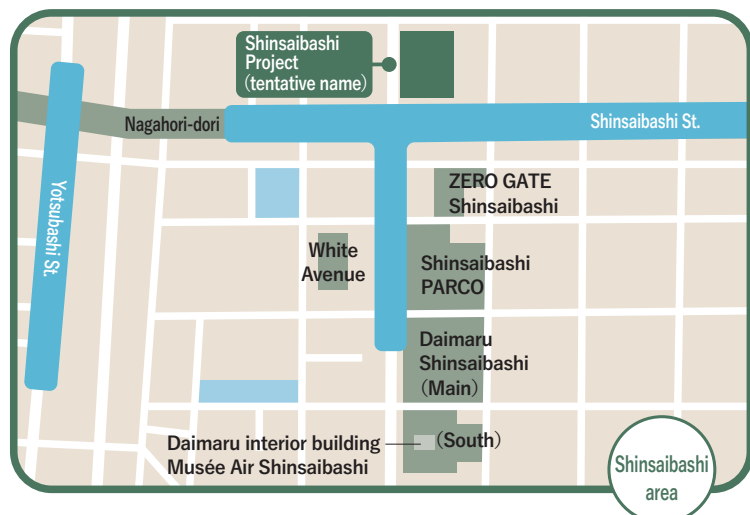 Shinsaibashi
Project
(tentative name)
Nagahori-dori
Shinsaibashi St.
Yotsubashi St.
ZERO GATE
Shinsaibashi
White
Avenue
Shinsaibashi
PARCO
Daimaru
Shinsaibashi
(Main)
Daimaru interior building
Musée Air Shinsaibashi
(South)
Shinsaibashi
area